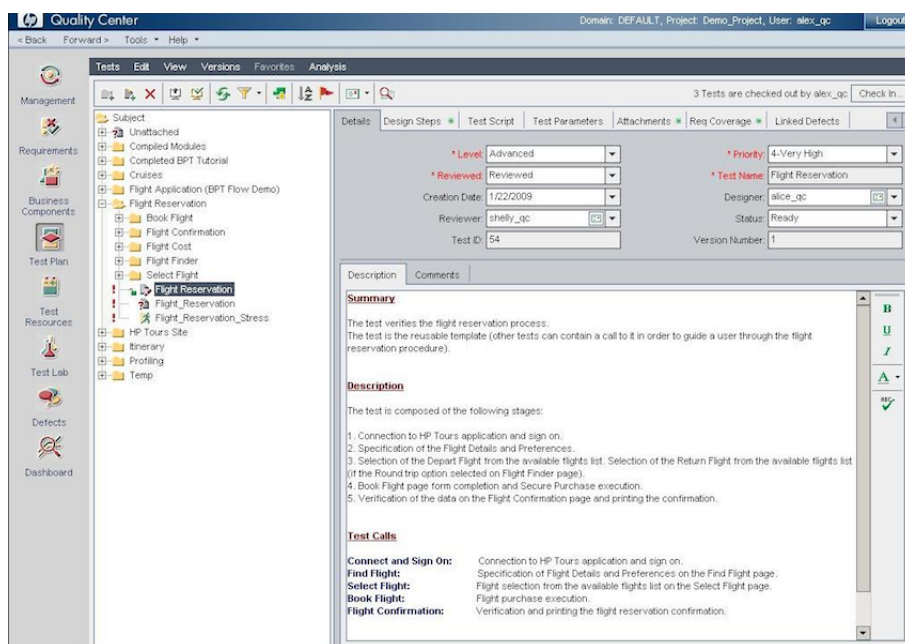 hp Quality Center
Domain: DEFAULT, Project: Demo_Project, User: alex_qc
Logout
< Back Forward > Tools Help
Management
Requirements
Business
Components
Test Plan
Test
Resources
Test Lab
Defects
Dashboard
Tests Edit View Versions Favorites Analysis
3 Tests are checked out by alex_qc Check In...
Subject
Unattached
Compiled Modules
Completed BPT Tutorial
Cruises
Flight Application (BPT Flow Demo)
Flight Reservation
Book Flight
Flight Confirmation
Flight Cost
Flight Finder
Select Flight
Flight Reservation
Flight_Reservation
Flight_Reservation_Stress
HP Tours Site
Itinerary
Profiling
Temp
Details Design Steps * Test Script Test Parameters Attachments * Req Coverage * Linked Defects
* Level: Advanced
* Priority: 4-Very High
* Reviewed: Reviewed
* Test Name: Flight Reservation
Creation Date: 1/22/2009
Designer: alice_qc
Reviewer: shelly_qc
Status: Ready
Test ID: 54
Version Number: 1
Description Comments
Summary
The test verifies the flight reservation process.
The test is the reusable template (other tests can contain a call to it in order to guide a user through the flight
reservation procedure).
Description
The test is composed of the following stages:
1. Connection to HP Tours application and sign on.
2. Specification of the Flight Details and Preferences.
3. Selection of the Depart Flight from the available flights list. Selection of the Return Flight from the available flights list
(if the Round trip option selected on Flight Finder page).
4. Book Flight page form completion and Secure Purchase execution.
5. Verification of the data on the Flight Confirmation page and printing the confirmation.
Test Calls
Connect and Sign On: Connection to HP Tours application and sign on.
Find Flight: Specification of Flight Details and Preferences on the Find Flight page.
Select Flight: Flight selection from the available flights list on the Select Flight page.
Book Flight: Flight purchase execution.
Flight Confirmation: Verification and printing the flight reservation confirmation.
B
U
I
A
ABC